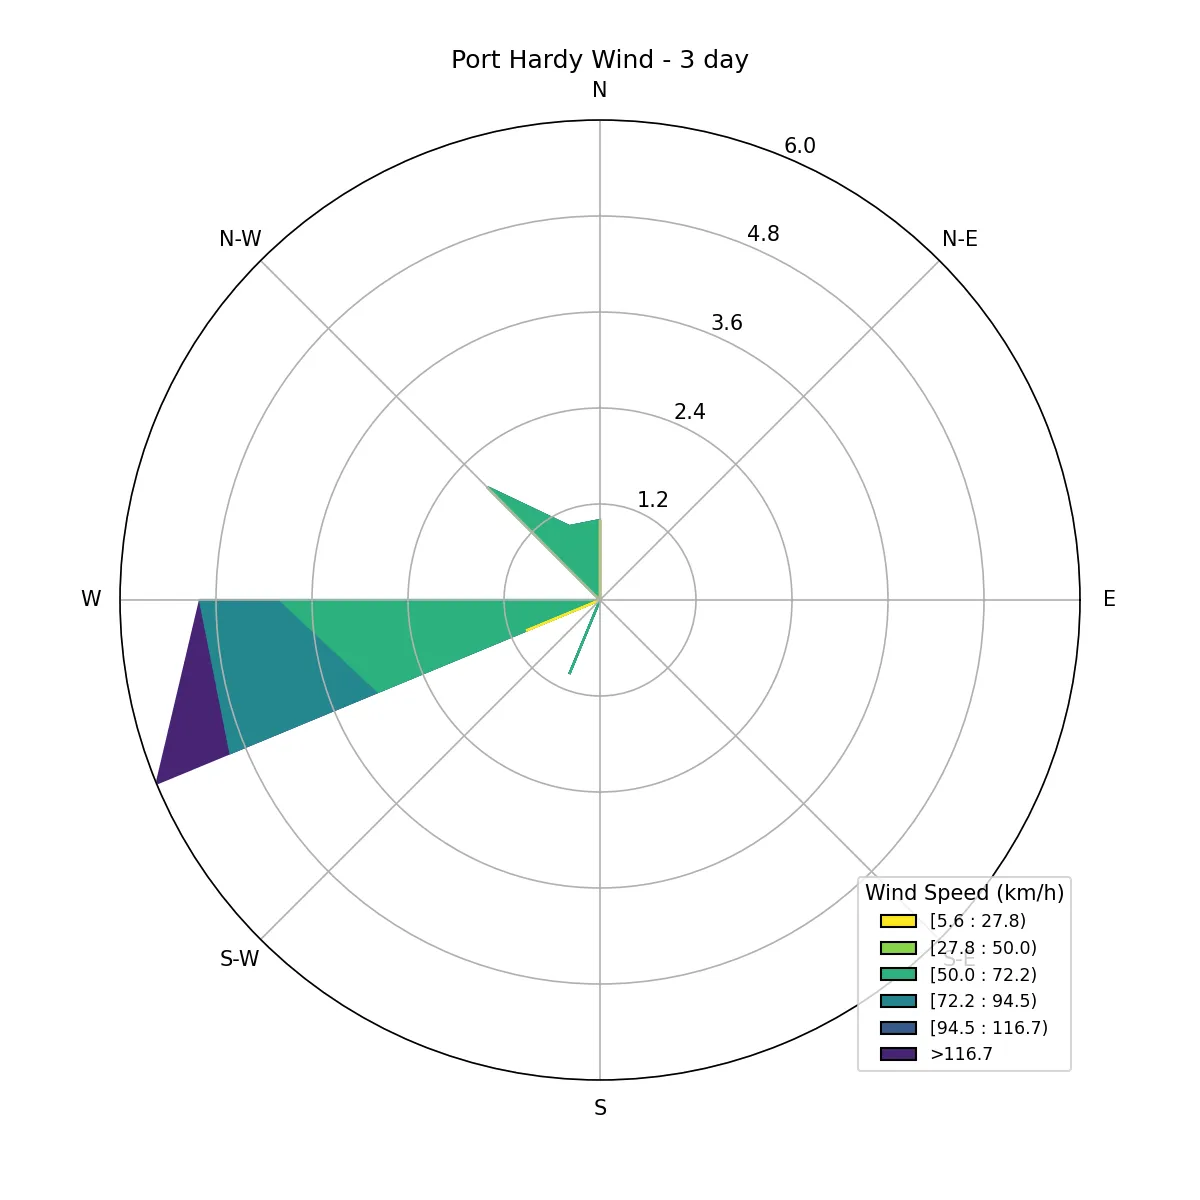 Port Hardy Wind - 3 day
N
6.0
4.8
N-W
N-E
3.6
2.4
1.2
W
E
S-W
S-E
Wind Speed (km/h)
[5.6 : 27.8)
[27.8 : 50.0)
[50.0 : 72.2)
[72.2 : 94.5)
[94.5 : 116.7)
>116.7
S